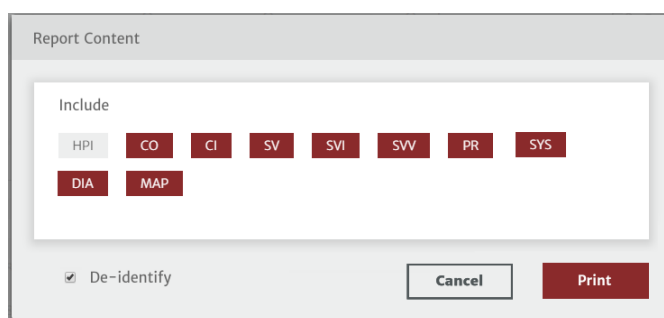 Report Content
Include
HPI CO CI SV SVI SVV PR SYS
DIA MAP
De-identify Cancel Print